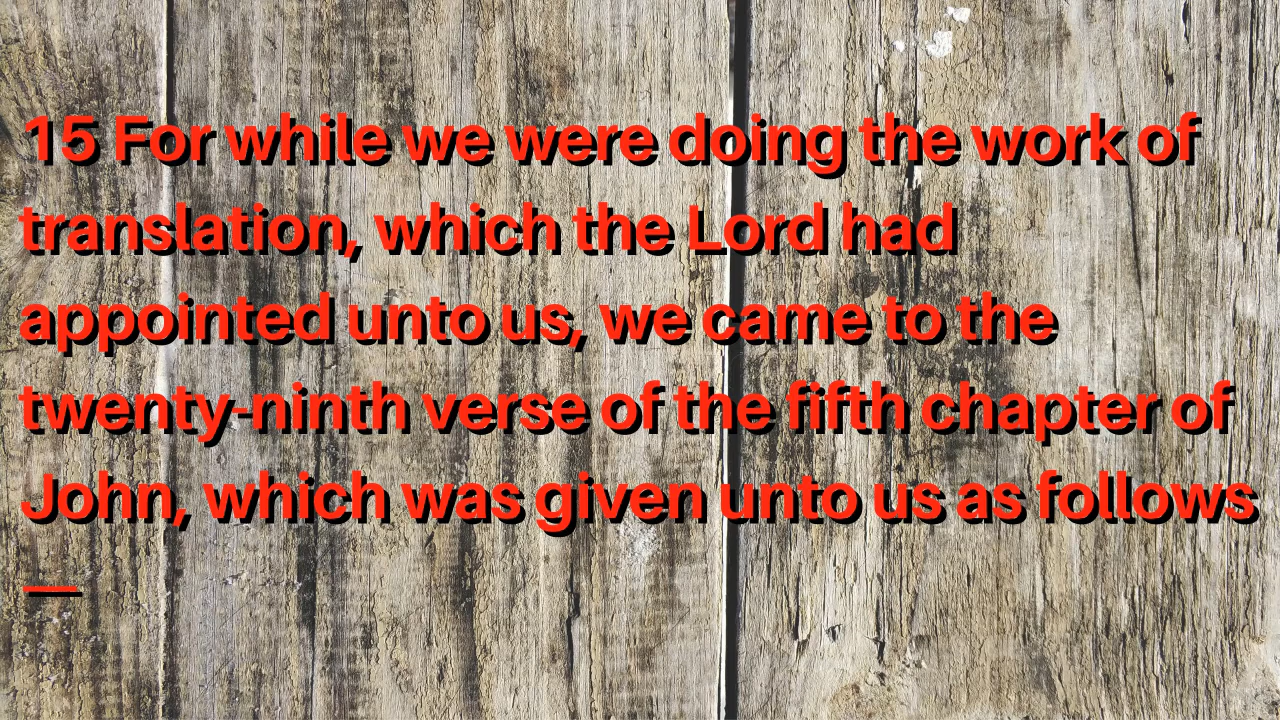 15 For while we were doing the work of
translation, which the Lord had
appointed unto us, we came to the
twenty-ninth verse of the fifth chapter of
John, which was given unto us as follows
—